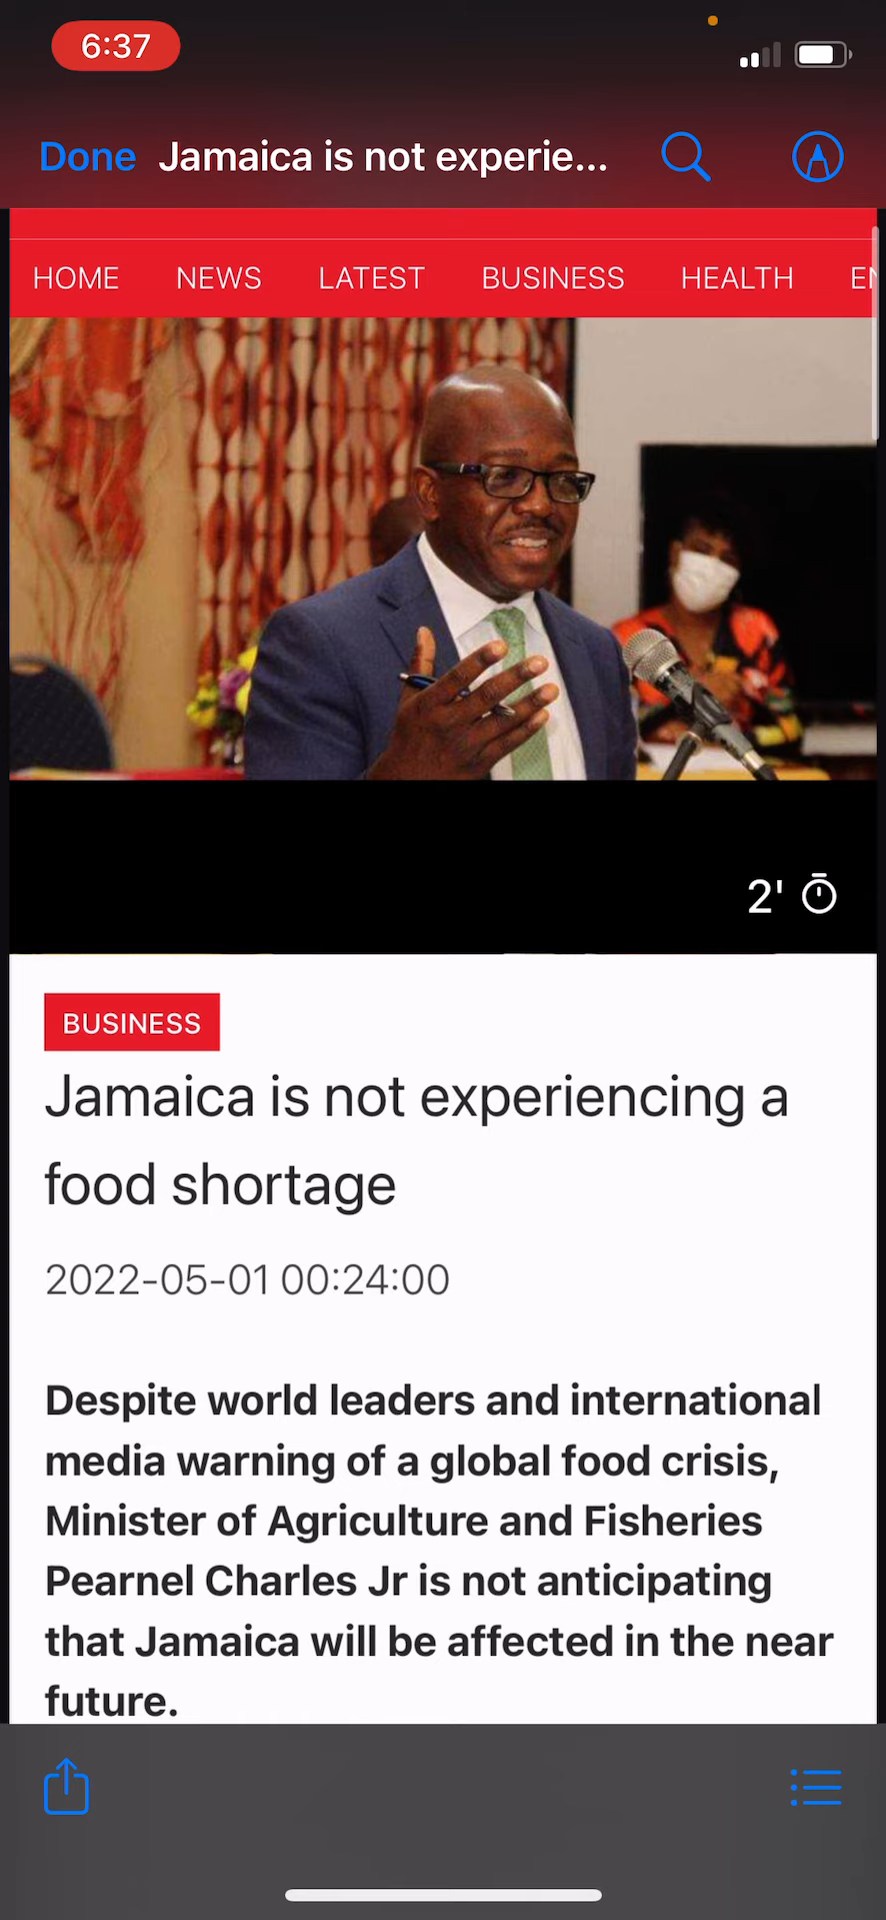 6:37
Done Jamaica is not experie...
HOME NEWS LATEST BUSINESS HEALTH
2'
BUSINESS
Jamaica is not experiencing a
food shortage
2022-05-01 00:24:00
Despite world leaders and international
media warning of a global food crisis,
Minister of Agriculture and Fisheries
Pearnel Charles Jr is not anticipating
that Jamaica will be affected in the near
future.